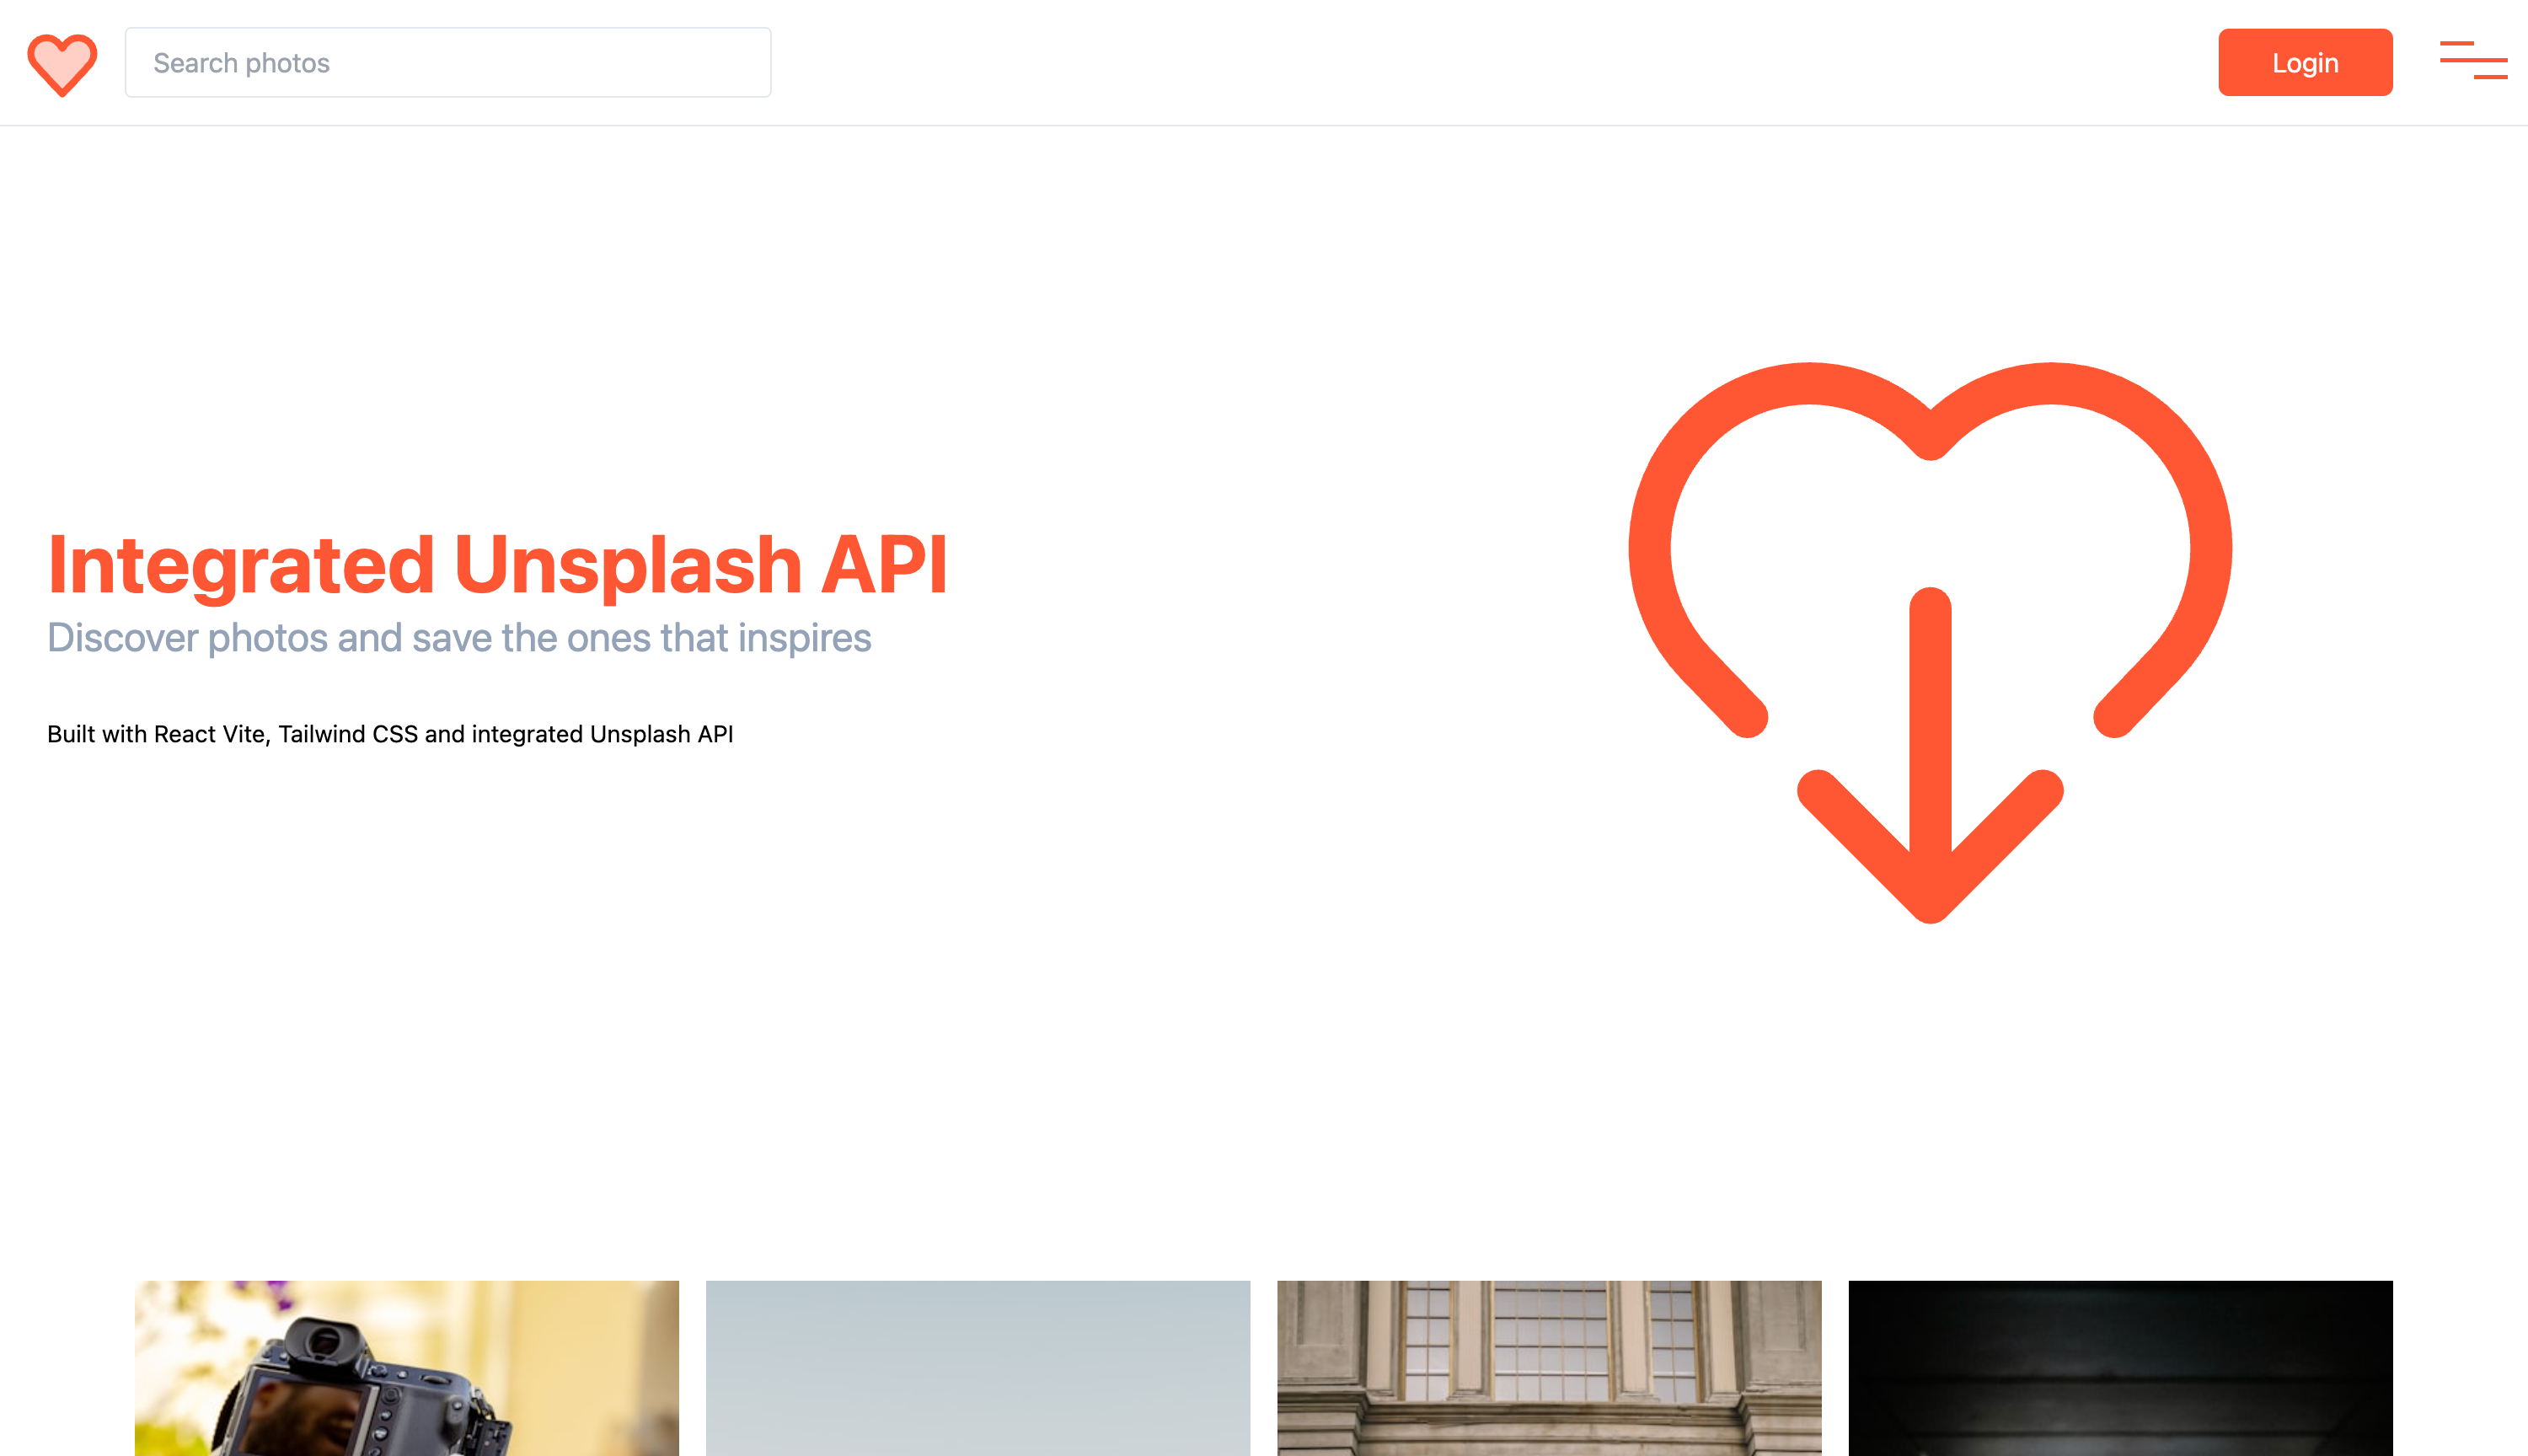 Search photos
Login
Integrated Unsplash API
Discover photos and save the ones that inspires
Built with React Vite, Tailwind CSS and integrated Unsplash API